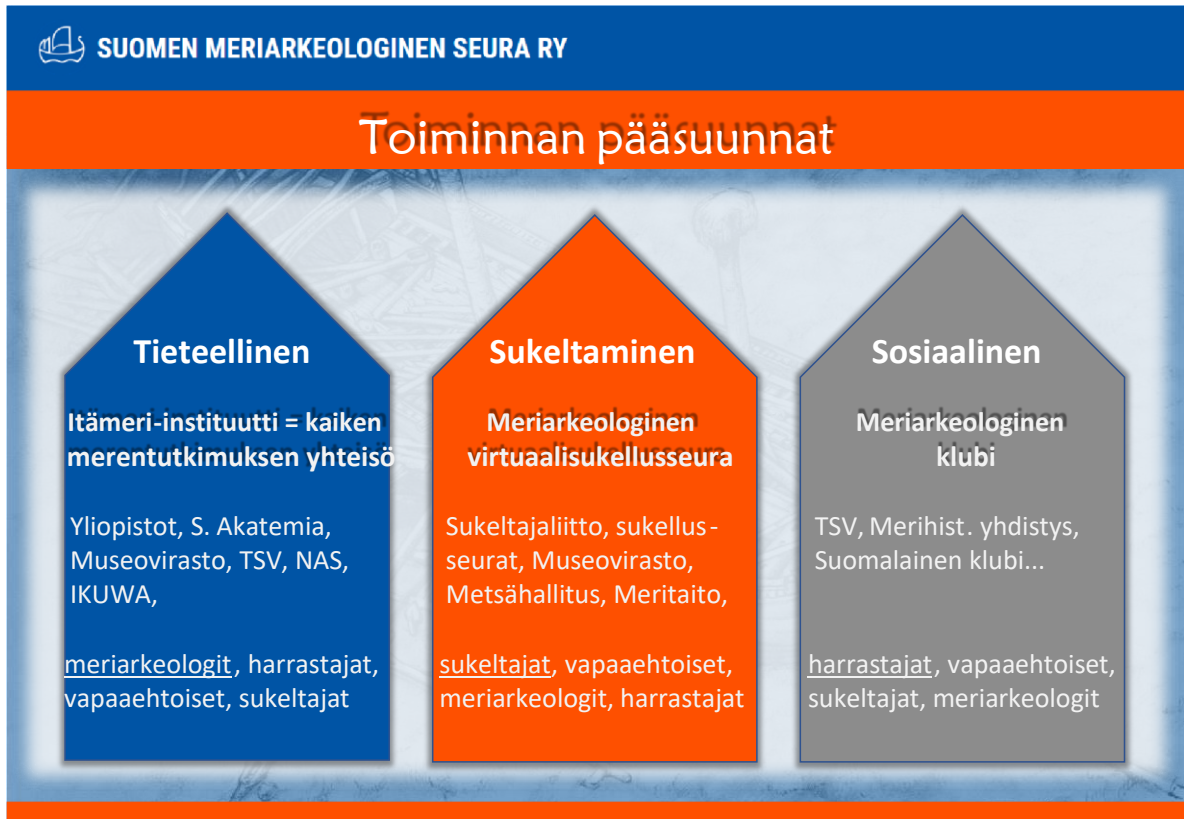 SUOMEN MERIARKEOLOGINEN SEURA RY
Toiminnan pääsuunnat
Tieteellinen
Itämeri-instituutti = kaiken
merentutkimuksen yhteisö
Yliopistot, S. Akatemia,
Museovirasto, TSV, NAS,
IKUWA,
meriarkeologit, harrastajat,
vapaaehtoiset, sukeltajat
Sukeltaminen
Meriarkeologinen
virtuaalisukellusseura
Sukeltajaliitto, sukellus-
seurat, Museovirasto,
Metsähallitus, Meritaito,
sukeltajat, vapaaehtoiset,
meriarkeologit, harrastajat
Sosiaalinen
Meriarkeologinen
klubi
TSV, Merihist. yhdistys,
Suomalainen klubi...
harrastajat, vapaaehtoiset,
sukeltajat, meriarkeologit